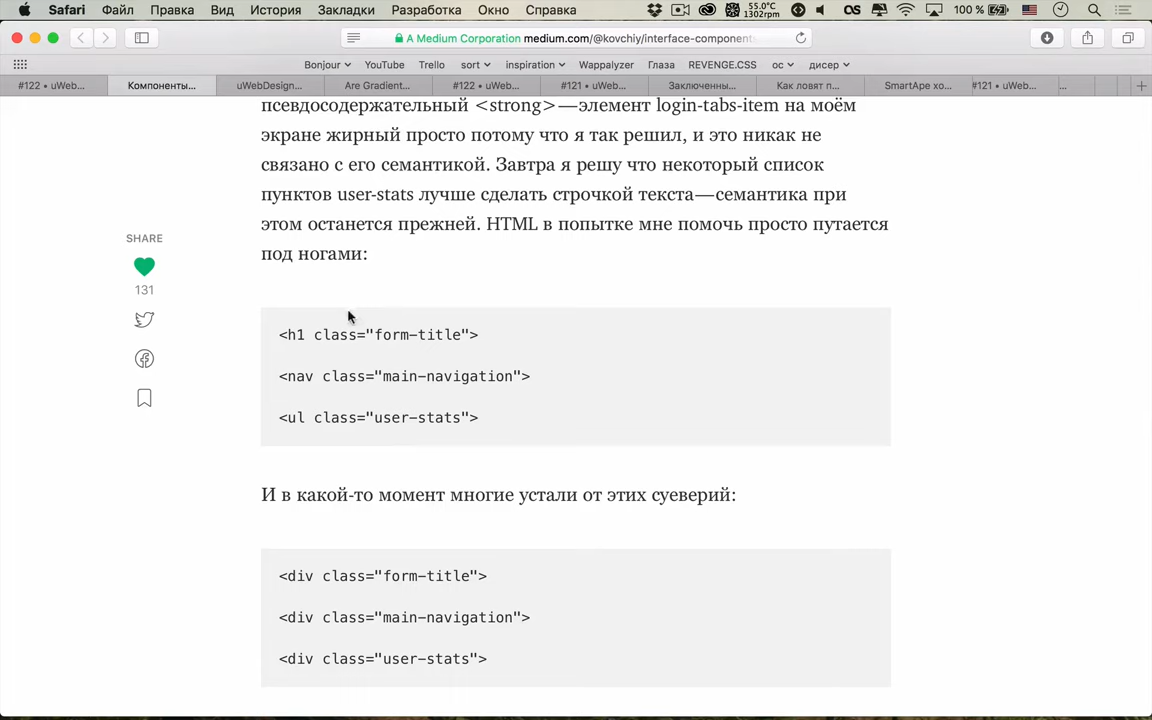 Safari Файл Правка Вид История Закладки Разработка Окно Справка 55.0°C 1302rpm 100 %
A Medium Corporation medium.com/@kovchiy/interface-component
Bonjour YouTube Trello sort inspiration Wappalyzer Глаза REVENGE.CSS ос дисер
#122 • uWeb... Компоненты... uWebDesign... Are Gradient... #122 • uWeb... #121 • uWeb... Заключенны... Как ловят п... SmartApe хо... #121 • uWeb... ...
псевдосодержательный <strong>—элемент login-tabs-item на моём
экране жирный просто потому что я так решил, и это никак не
связано с его семантикой. Завтра я решу что некоторый список
пунктов user-stats лучше сделать строчкой текста—семантика при
этом останется прежней. HTML в попытке мне помочь просто путается
под ногами:
SHARE
131
<h1 class="form-title">
<nav class="main-navigation">
<ul class="user-stats">
И в какой-то момент многие устали от этих суеверий:
<div class="form-title">
<div class="main-navigation">
<div class="user-stats">